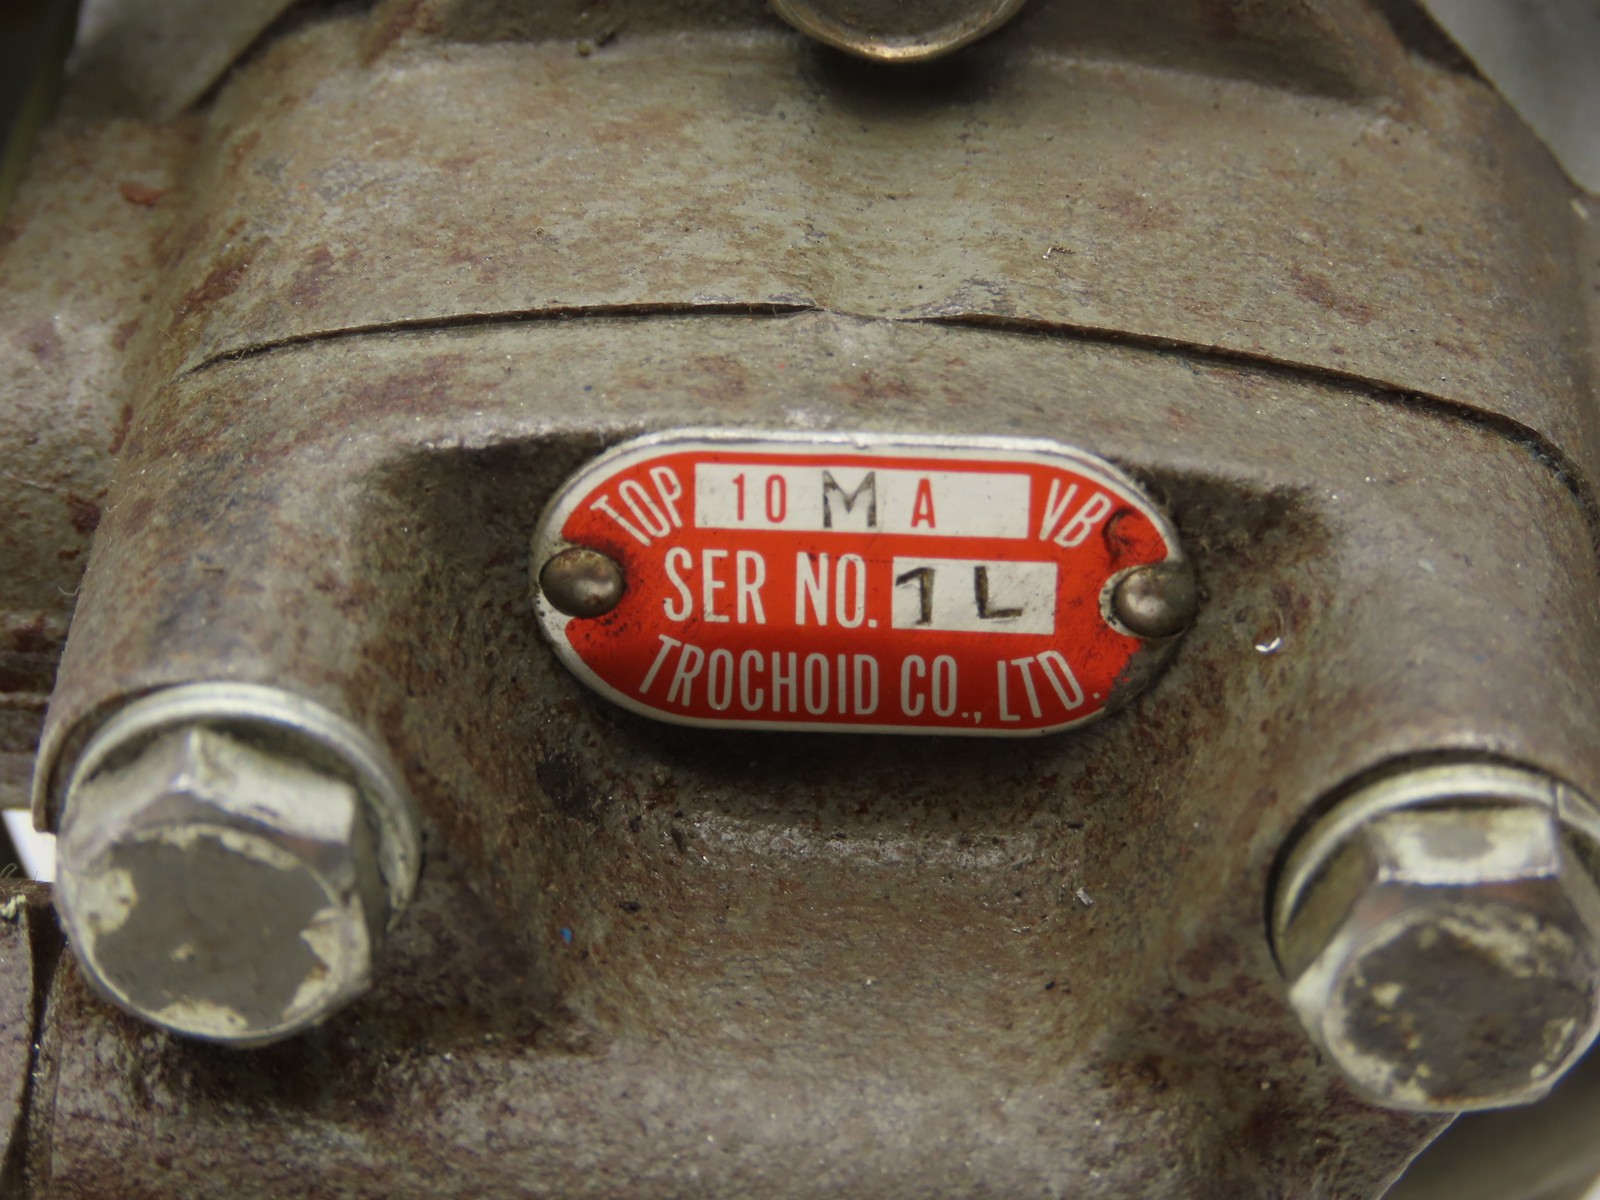 TOP 10 M A VB
SER NO. 1 L
TROCHOID CO., LTD.